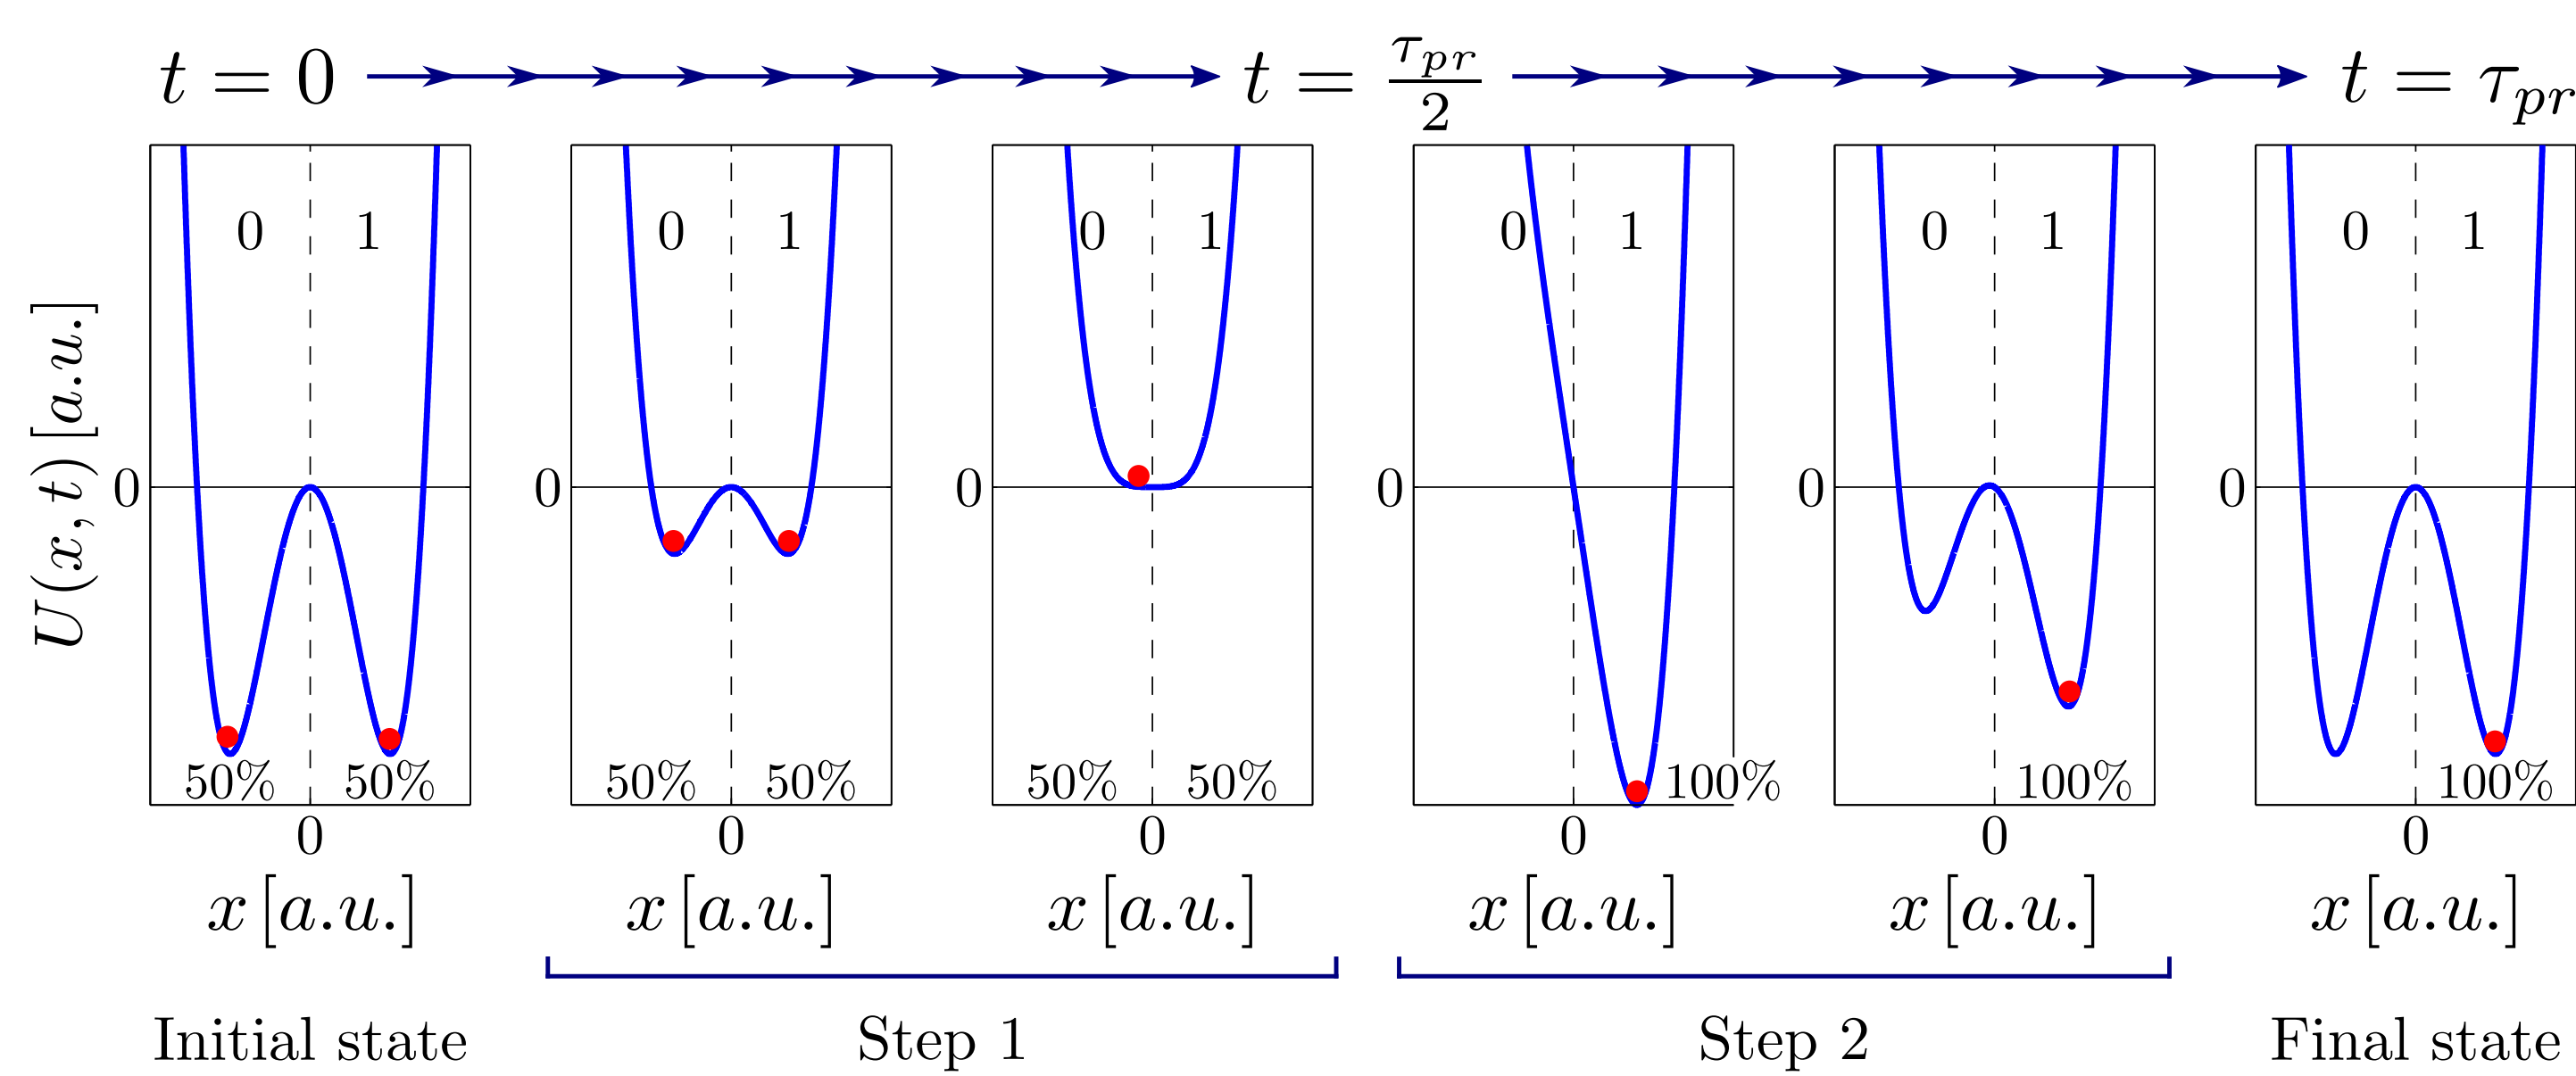 t = 0 t = τpr/2 t = τpr
U(x, t) [a.u.]
0 1 0 1 0 1 0 1 0 1 0 1
0 0 0 0 0 0
50% 50% 50% 50% 50% 50% 100% 100% 100%
0 0 0 0 0 0
x [a.u.] x [a.u.] x [a.u.] x [a.u.] x [a.u.] x [a.u.]
Initial state Step 1 Step 2 Final state